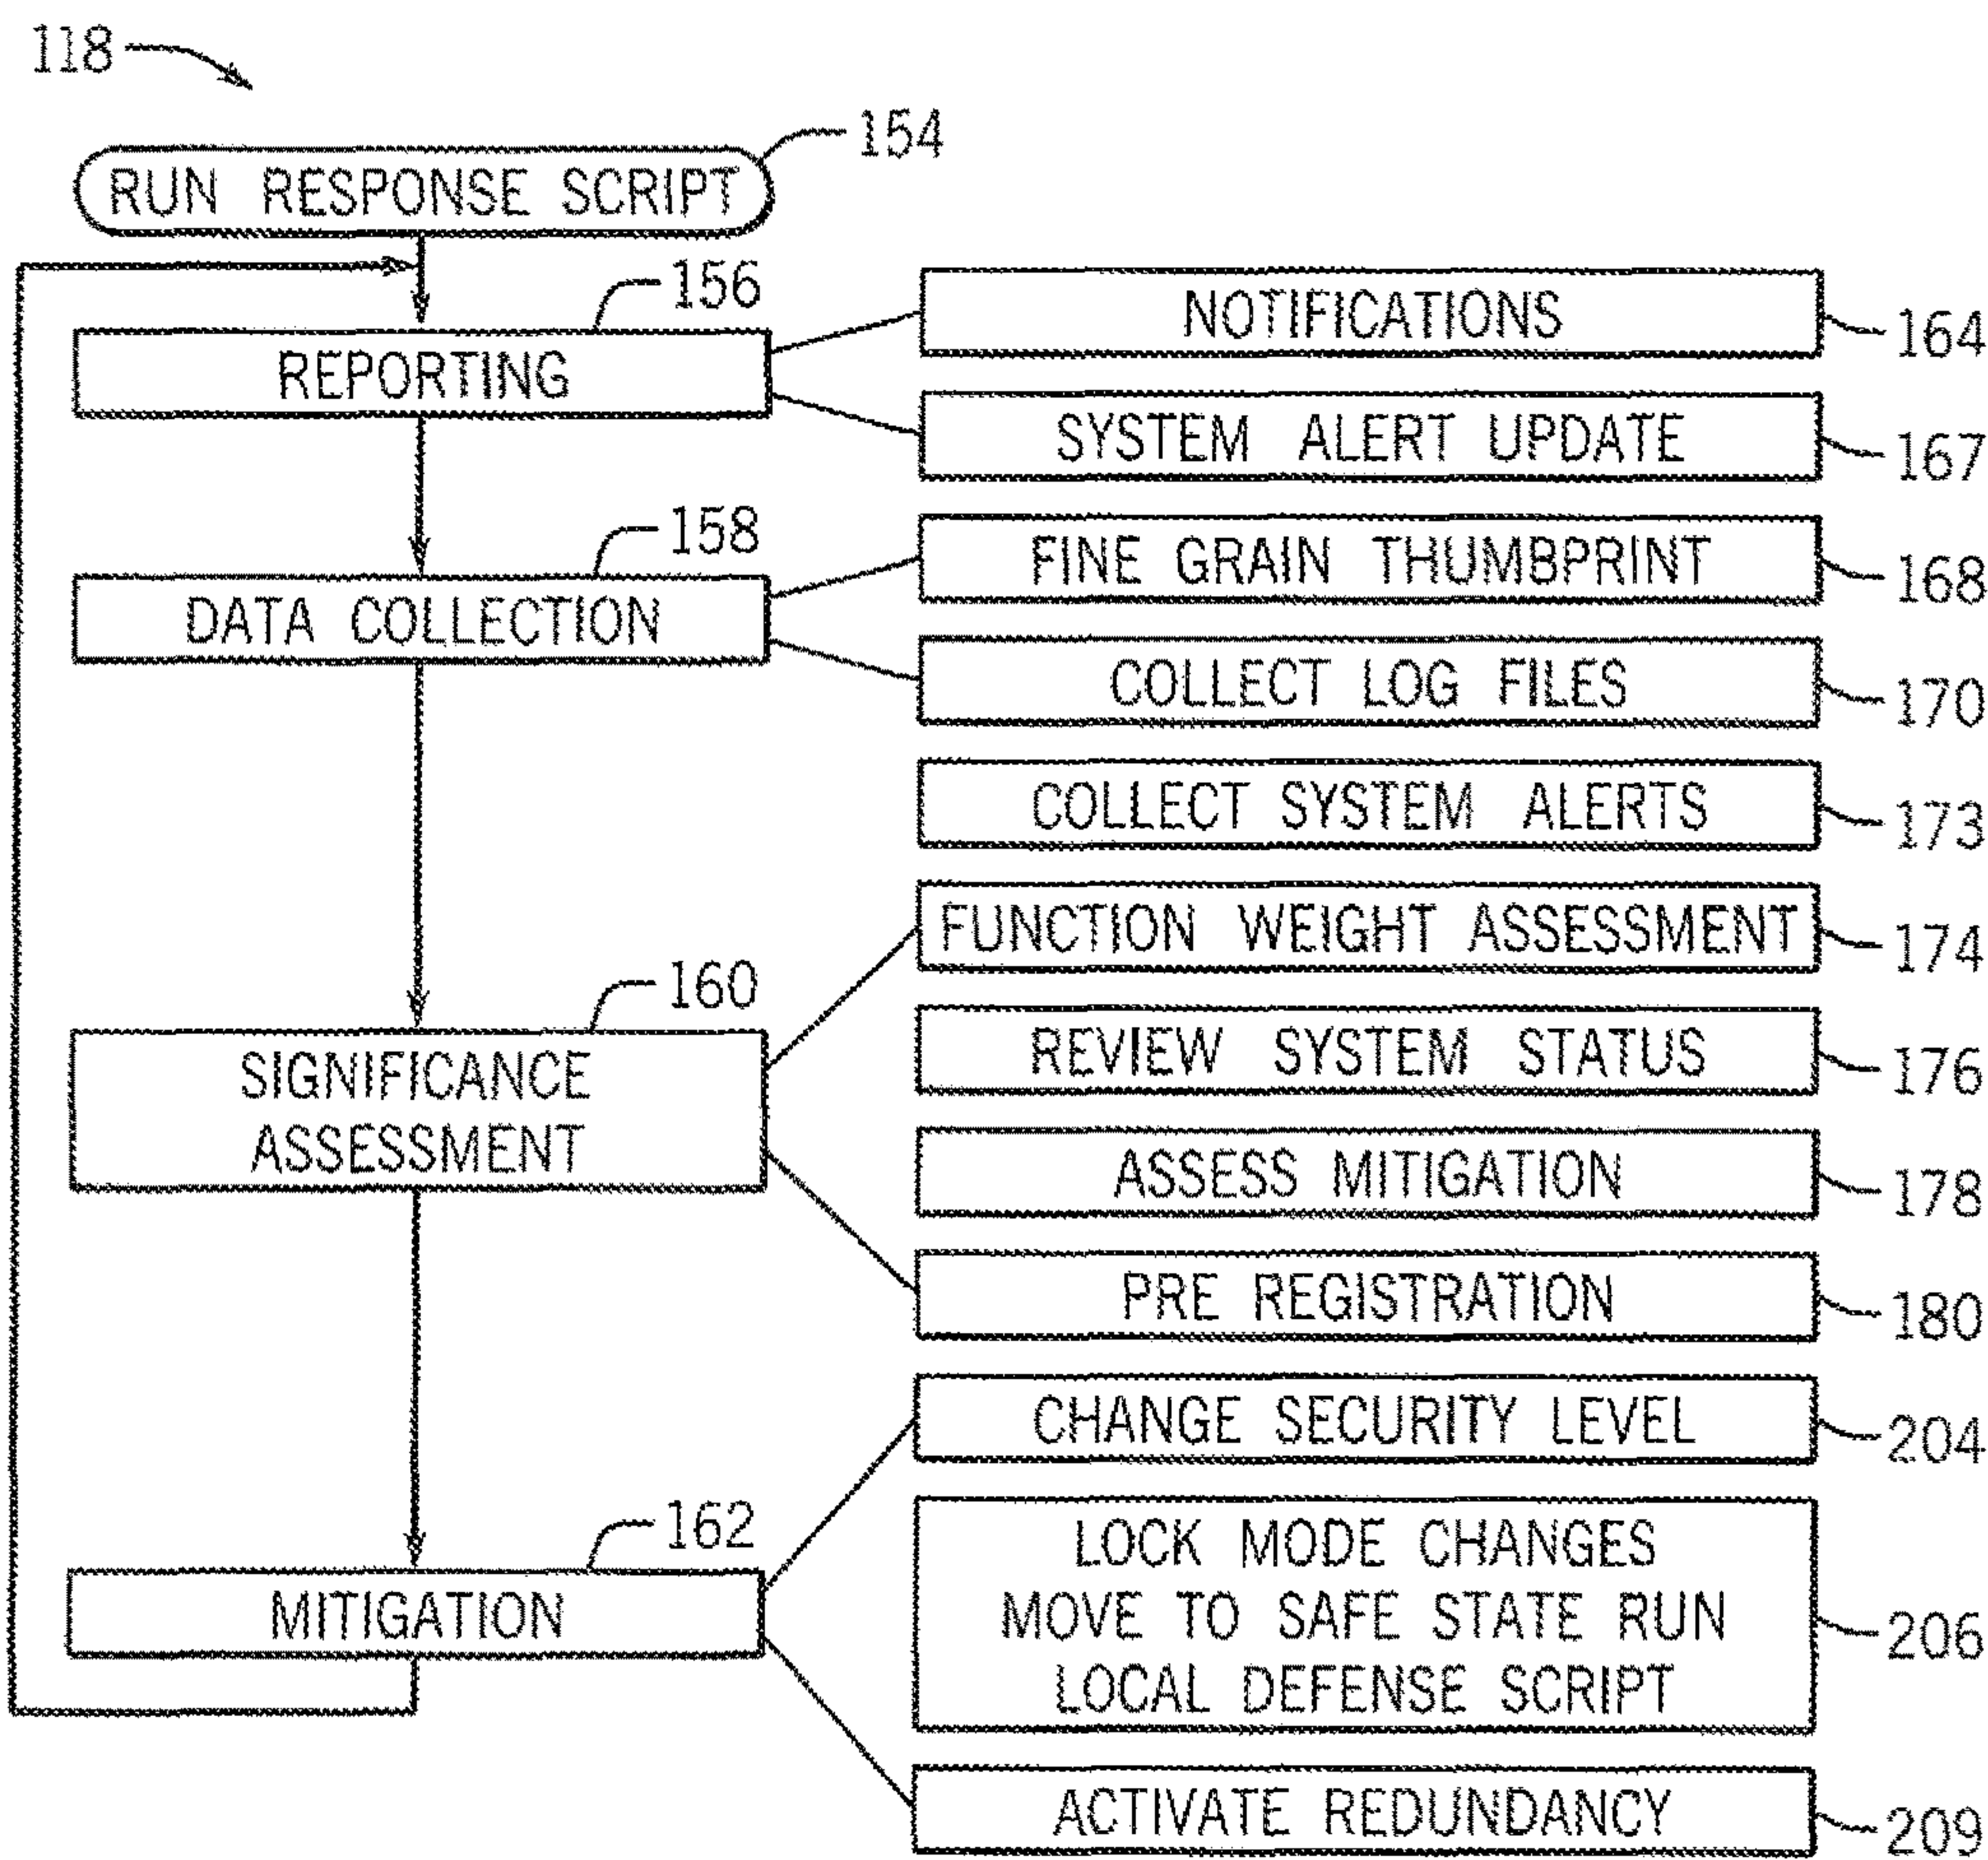 118
154
RUN RESPONSE SCRIPT
156
NOTIFICATIONS
164
REPORTING
SYSTEM ALERT UPDATE
167
158
FINE GRAIN THUMBPRINT
168
DATA COLLECTION
COLLECT LOG FILES
170
COLLECT SYSTEM ALERTS
173
FUNCTION WEIGHT ASSESSMENT
174
160
REVIEW SYSTEM STATUS
176
SIGNIFICANCE
ASSESSMENT
ASSESS MITIGATION
178
PRE REGISTRATION
180
CHANGE SECURITY LEVEL
204
162
MITIGATION
LOCK MODE CHANGES
MOVE TO SAFE STATE RUN
LOCAL DEFENSE SCRIPT
206
ACTIVATE REDUNDANCY
209